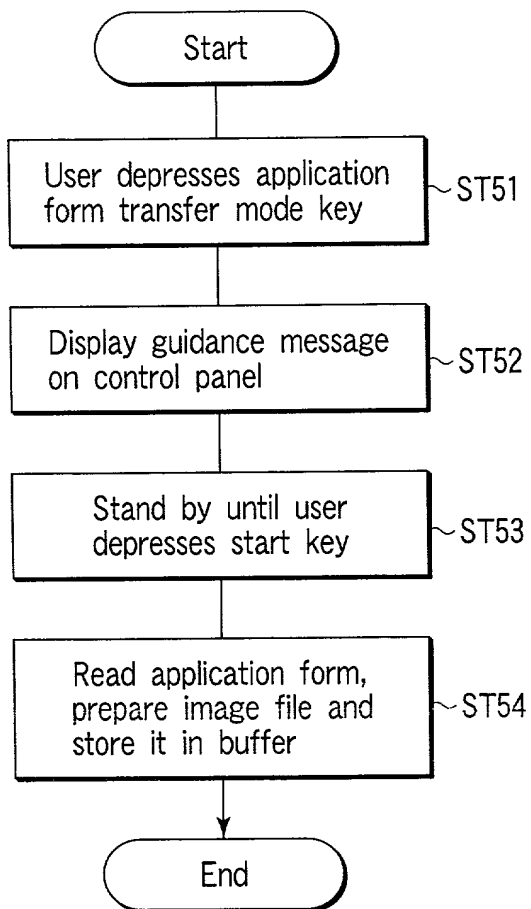 Start
User depresses application
form transfer mode key
~ST51
Display guidance message
on control panel
~ST52
Stand by until user
depresses start key
~ST53
Read application form,
prepare image file and
store it in buffer
~ST54
End